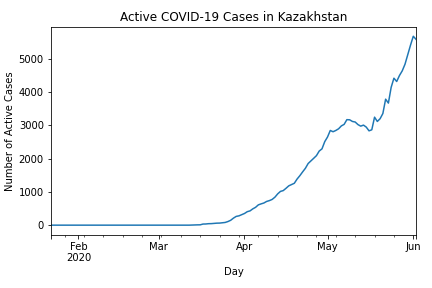 Active COVID-19 Cases in Kazakhstan
Number of Active Cases
5000
4000
3000
2000
1000
0
Feb
2020
Mar
Apr
May
Jun
Day